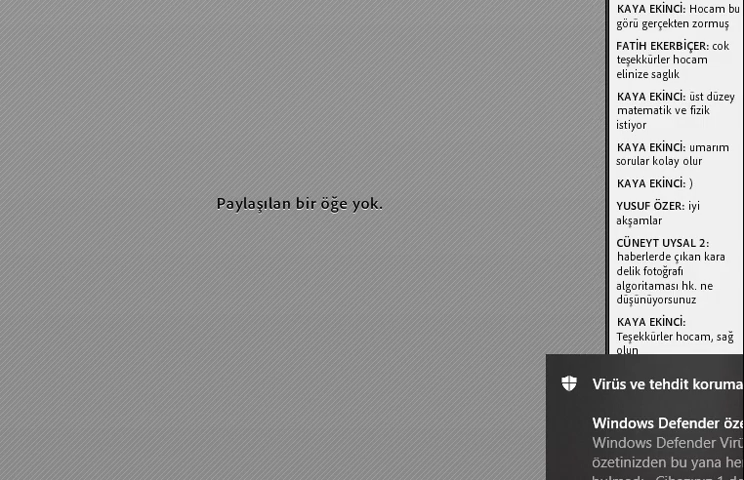 Paylaşılan bir öğe yok.
KAYA EKİNCİ: Hocam bu
görü gerçekten zormuş
FATİH EKERBİÇER: cok
teşekkürler hocam
elinize saglık
KAYA EKİNCİ: üst düzey
matematik ve fizik
istiyor
KAYA EKİNCİ: umarım
sorular kolay olur
KAYA EKİNCİ: )
YUSUF ÖZER: iyi
akşamlar
CÜNEYT UYSAL 2:
haberlerde çıkan kara
delik fotoğrafı
algoritaması hk. ne
düşünüyorsunuz
KAYA EKİNCİ:
Teşekkürler hocam, sağ
olun
Virüs ve tehdit koruma
Windows Defender öze
Windows Defender Virü
özetinizden bu yana he